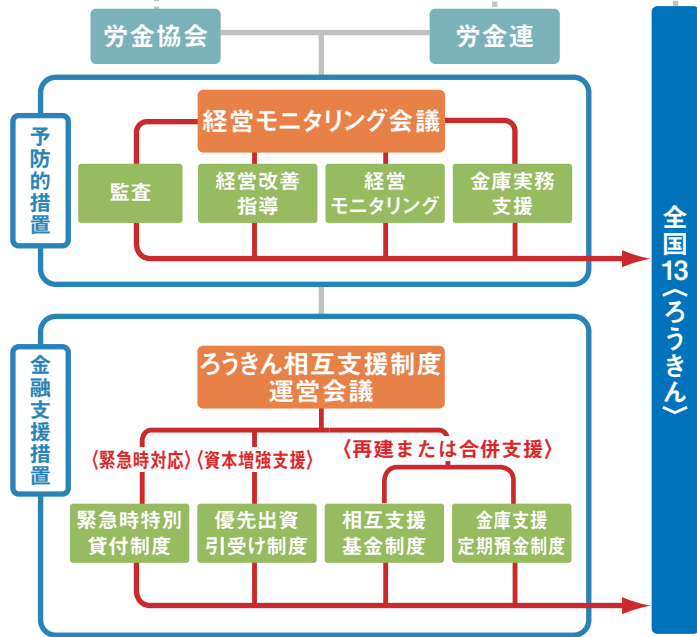 労金協会
労金連
予防的措置
経営モニタリング会議
監査
経営改善
指導
経営
モニタリング
金庫実務
支援
全国13〈ろうきん〉
金融支援措置
ろうきん相互支援制度
運営会議
〈緊急時対応〉
〈資本増強支援〉
〈再建または合併支援〉
緊急時特別
貸付制度
優先出資
引受け制度
相互支援
基金制度
金庫支援
定期預金制度